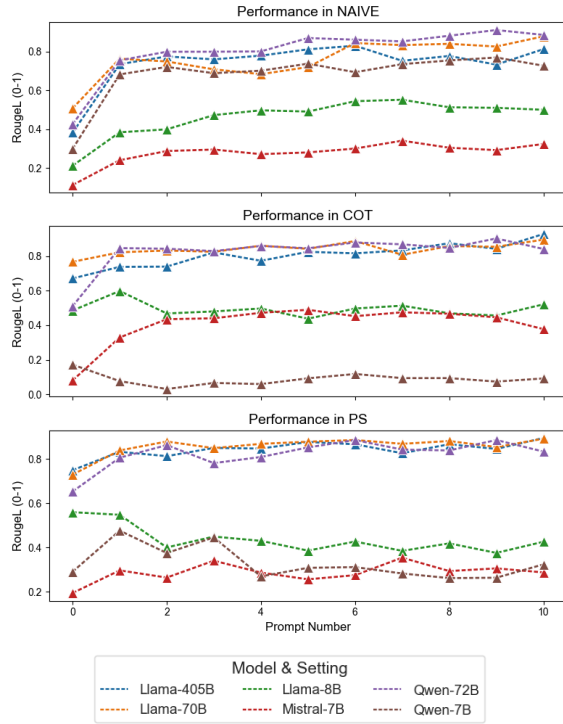 Performance in NAIVE
RougeL (0-1)
0.8
0.6
0.4
0.2
Performance in COT
RougeL (0-1)
0.8
0.6
0.4
0.2
0.0
Performance in PS
RougeL (0-1)
0.8
0.6
0.4
0.2
0 2 4 6 8 10
Prompt Number
Model & Setting
Llama-405B Llama-8B Qwen-72B
Llama-70B Mistral-7B Qwen-7B